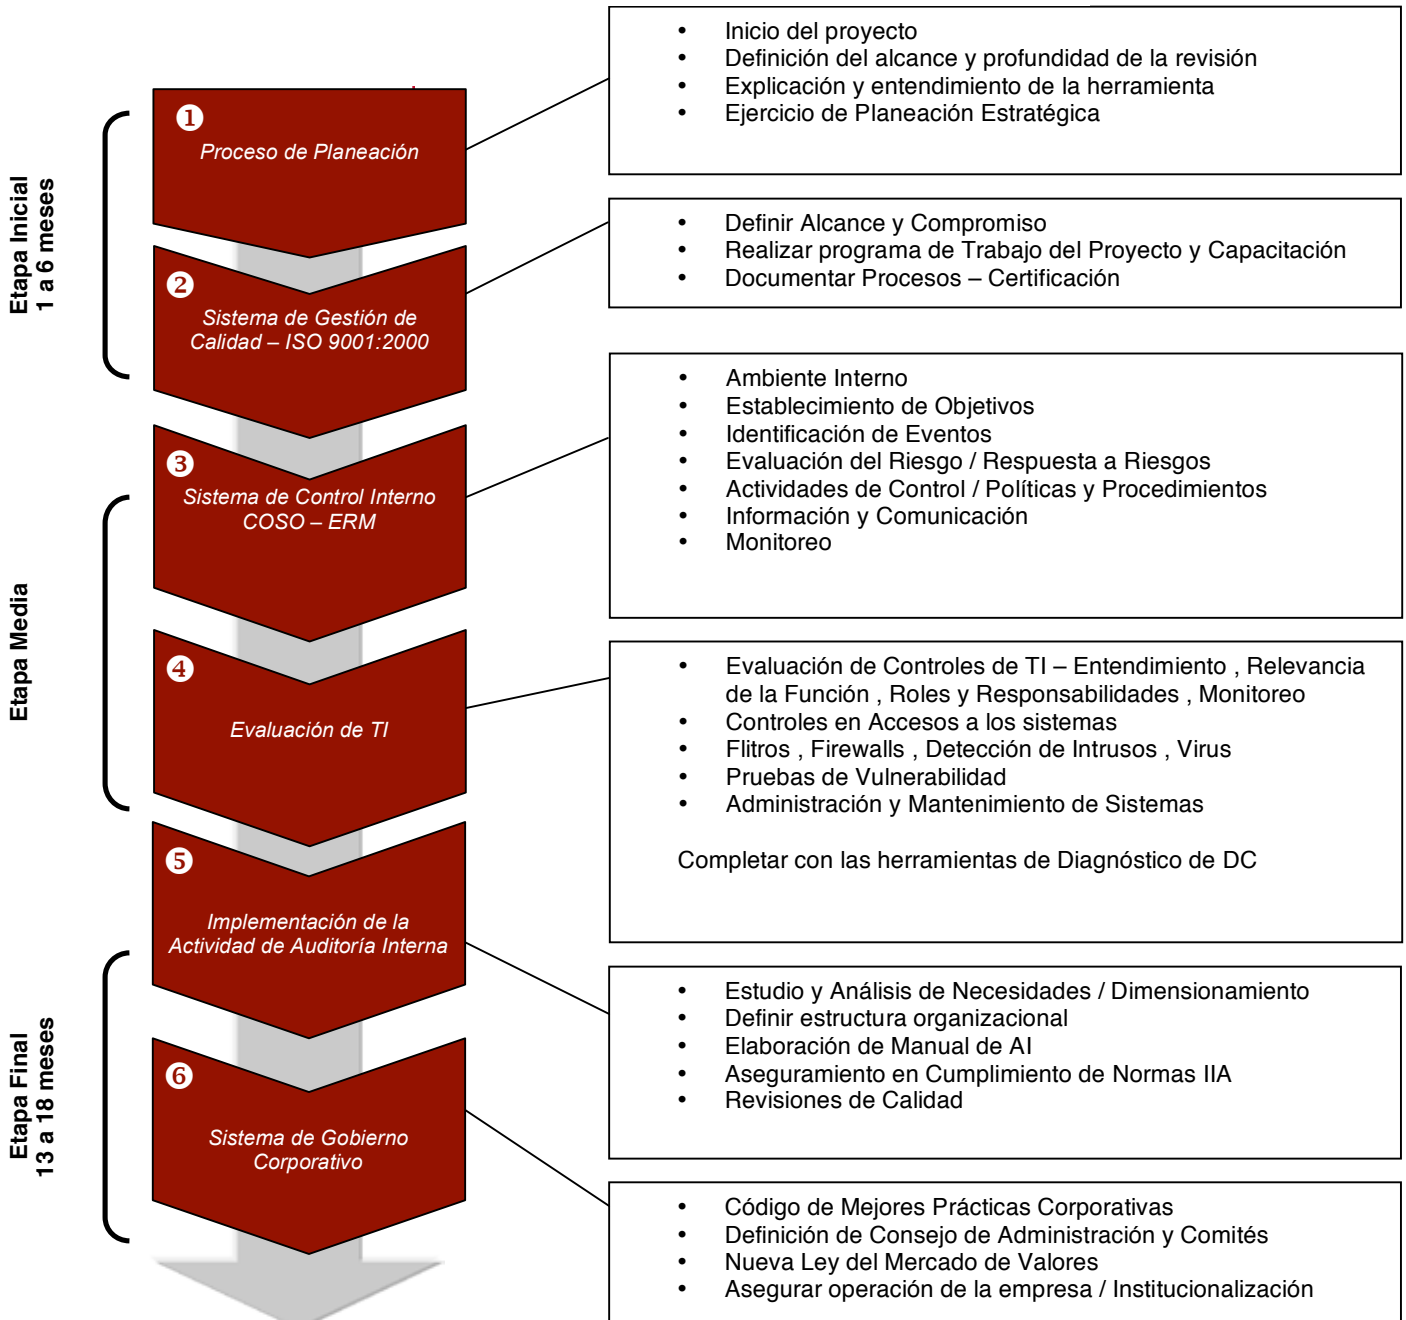 Etapa Inicial
1 a 6 meses
❶
Proceso de Planeación
• Inicio del proyecto
• Definición del alcance y profundidad de la revisión
• Explicación y entendimiento de la herramienta
• Ejercicio de Planeación Estratégica
❷
Sistema de Gestión de
Calidad – ISO 9001:2000
• Definir Alcance y Compromiso
• Realizar programa de Trabajo del Proyecto y Capacitación
• Documentar Procesos – Certificación
Etapa Media
❸
Sistema de Control Interno
COSO – ERM
• Ambiente Interno
• Establecimiento de Objetivos
• Identificación de Eventos
• Evaluación del Riesgo / Respuesta a Riesgos
• Actividades de Control / Políticas y Procedimientos
• Información y Comunicación
• Monitoreo
❹
Evaluación de TI
• Evaluación de Controles de TI – Entendimiento , Relevancia
de la Función , Roles y Responsabilidades , Monitoreo
• Controles en Accesos a los sistemas
• Flitros , Firewalls , Detección de Intrusos , Virus
• Pruebas de Vulnerabilidad
• Administración y Mantenimiento de Sistemas
Completar con las herramientas de Diagnóstico de DC
Etapa Final
13 a 18 meses
❺
Implementación de la
Actividad de Auditoría Interna
• Estudio y Análisis de Necesidades / Dimensionamiento
• Definir estructura organizacional
• Elaboración de Manual de AI
• Aseguramiento en Cumplimiento de Normas IIA
• Revisiones de Calidad
❻
Sistema de Gobierno
Corporativo
• Código de Mejores Prácticas Corporativas
• Definición de Consejo de Administración y Comités
• Nueva Ley del Mercado de Valores
• Asegurar operación de la empresa / Institucionalización